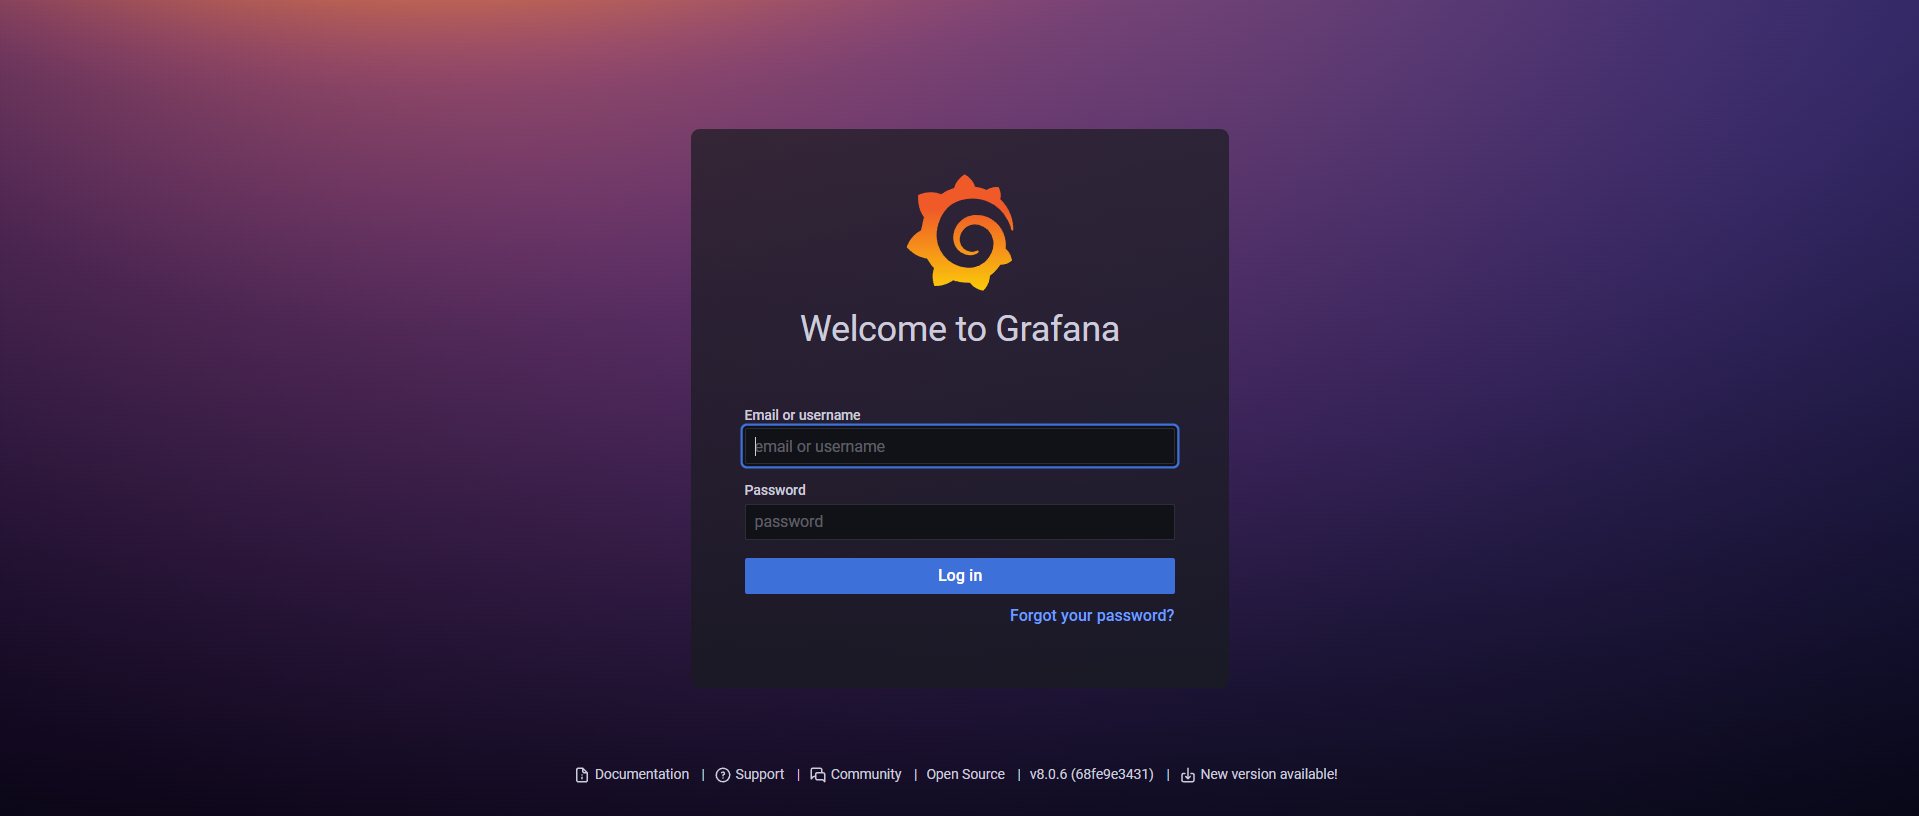 Welcome to Grafana
Email or username
email or username
Password
password
Log in
Forgot your password?
Documentation | Support | Community | Open Source | v8.0.6 (68fe9e3431) | New version available!